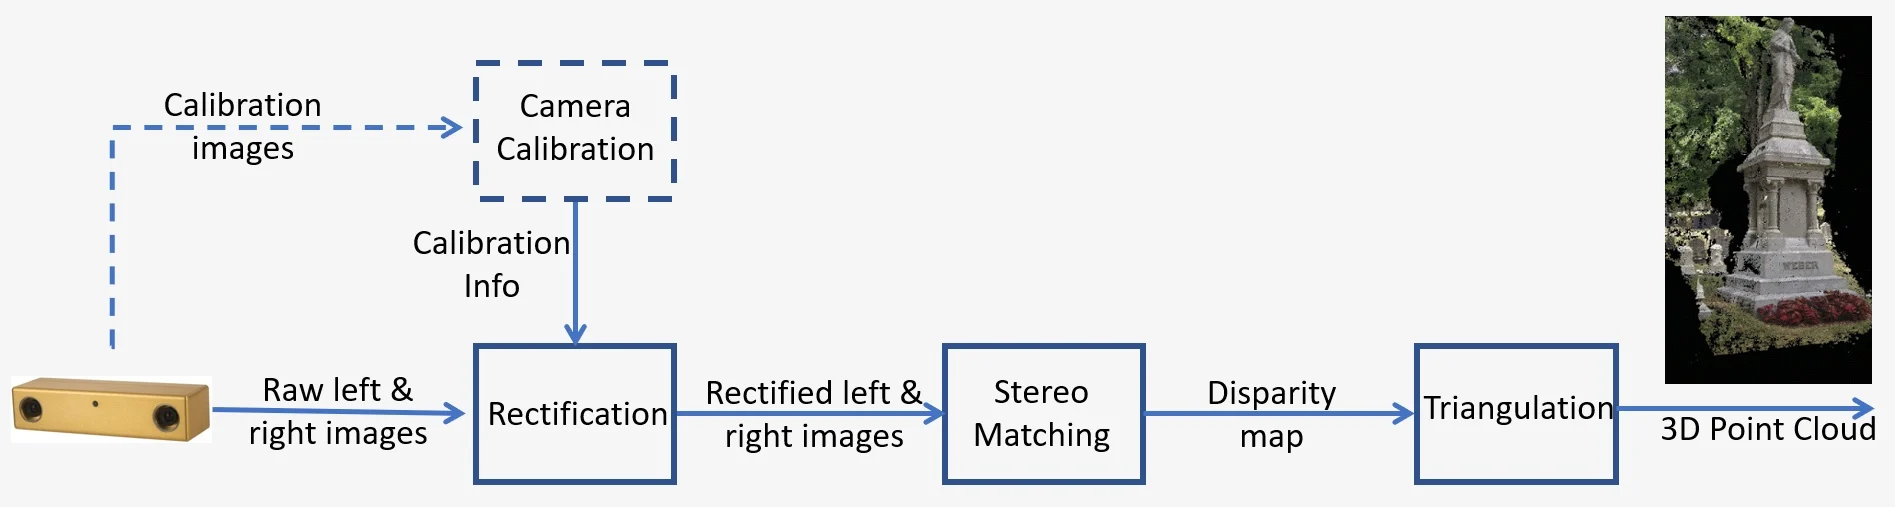 Calibration
images
Camera
Calibration
Calibration
Info
Raw left &
right images
Rectification
Rectified left &
right images
Stereo
Matching
Disparity
map
Triangulation
3D Point Cloud
WEBER